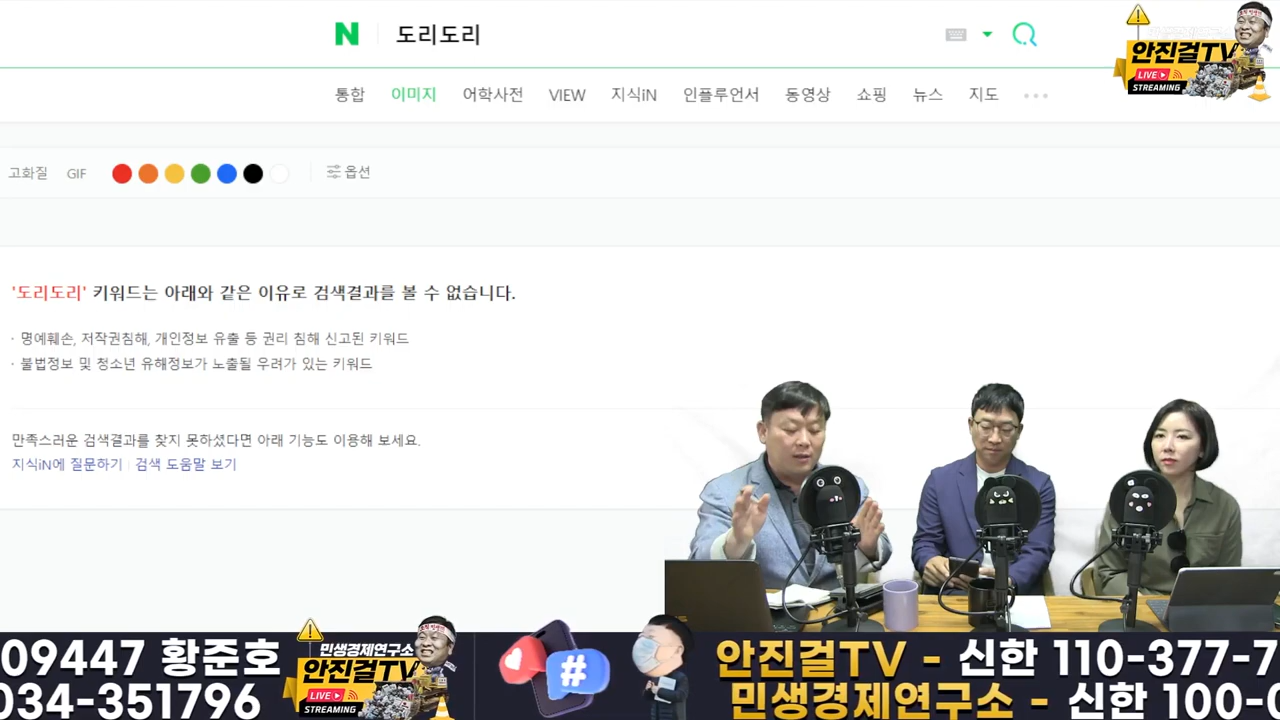 N 도리도리
통합 이미지 어학사전 VIEW 지식iN 인플루언서 동영상 쇼핑 뉴스 지도
안진걸TV
LIVE
STREAMING
고화질 GIF 옵션
'도리도리' 키워드는 아래와 같은 이유로 검색결과를 볼 수 없습니다.
· 명예훼손, 저작권침해, 개인정보 유출 등 권리 침해 신고된 키워드
· 불법정보 및 청소년 유해정보가 노출될 우려가 있는 키워드
만족스러운 검색결과를 찾지 못하셨다면 아래 기능도 이용해 보세요.
지식iN에 질문하기 검색 도움말 보기
09447 황준호
034-351796
민생경제연구소
안진걸TV
LIVE
STREAMING
#
안진걸TV - 신한 110-377-7
민생경제연구소 - 신한 100-0